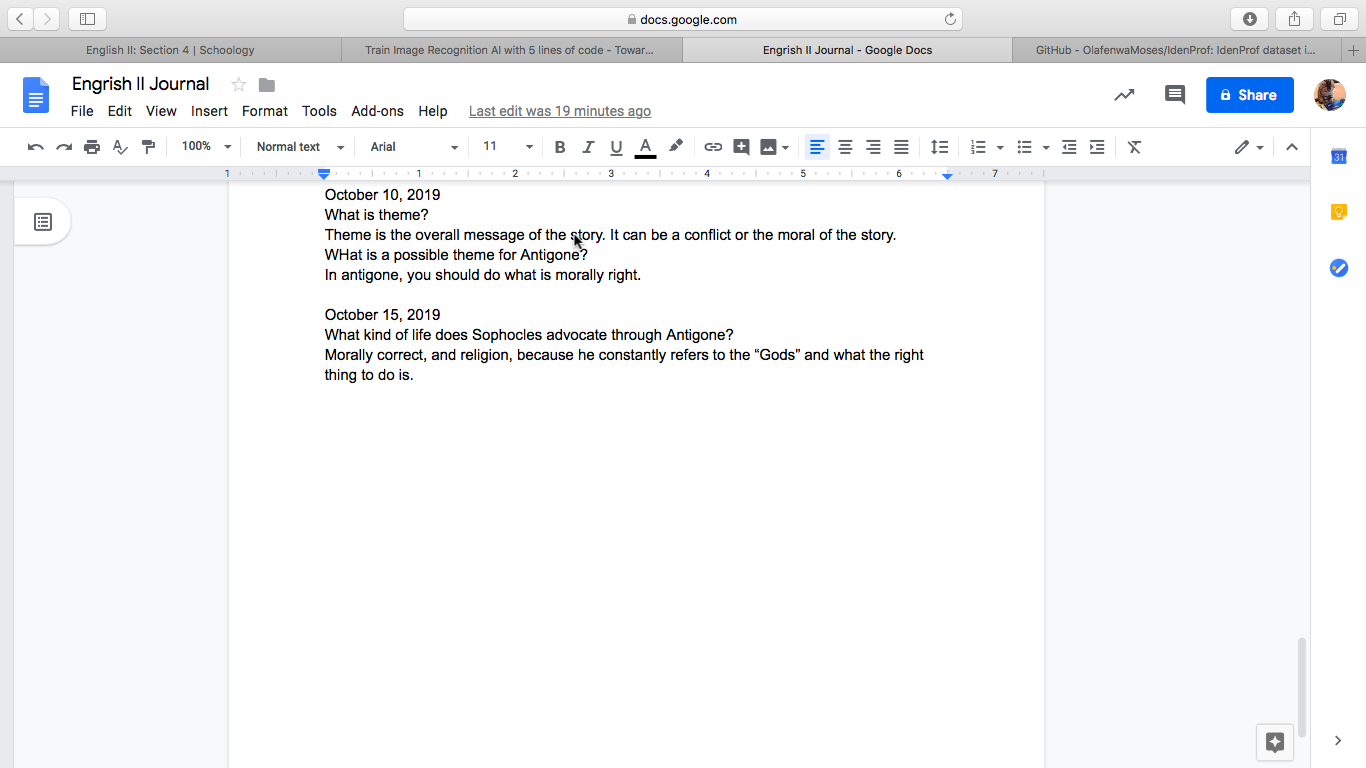 docs.google.com
English II: Section 4 | Schoology
Train Image Recognition AI with 5 lines of code - Towar...
Engrish II Journal - Google Docs
GitHub - OlafenwaMoses/IdenProf: IdenProf dataset i...
Engrish II Journal
File Edit View Insert Format Tools Add-ons Help Last edit was 19 minutes ago
Share
100% Normal text Arial 11 B I U A
1 1 2 3 4 5 6 7
31
October 10, 2019
What is theme?
Theme is the overall message of the story. It can be a conflict or the moral of the story.
WHat is a possible theme for Antigone?
In antigone, you should do what is morally right.
October 15, 2019
What kind of life does Sophocles advocate through Antigone?
Morally correct, and religion, because he constantly refers to the “Gods” and what the right
thing to do is.